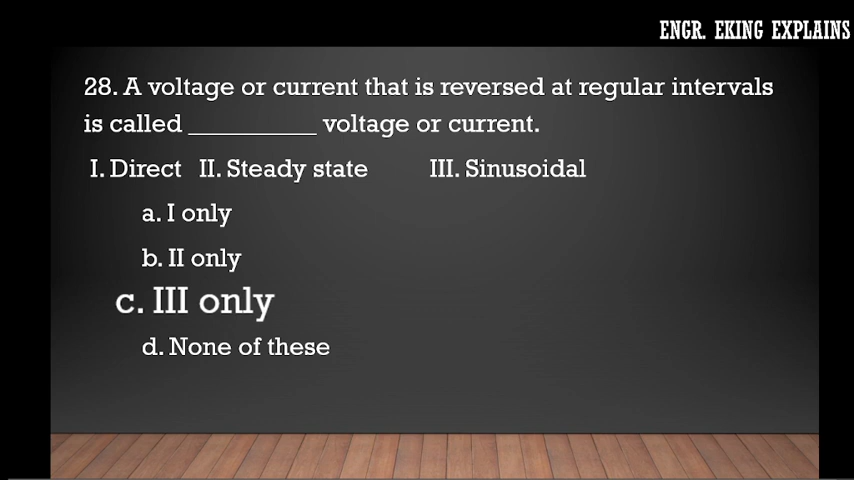 ENGR. EKING EXPLAINS
28. A voltage or current that is reversed at regular intervals
is called __________ voltage or current.
I. Direct II. Steady state III. Sinusoidal
a. I only
b. II only
c. III only
d. None of these